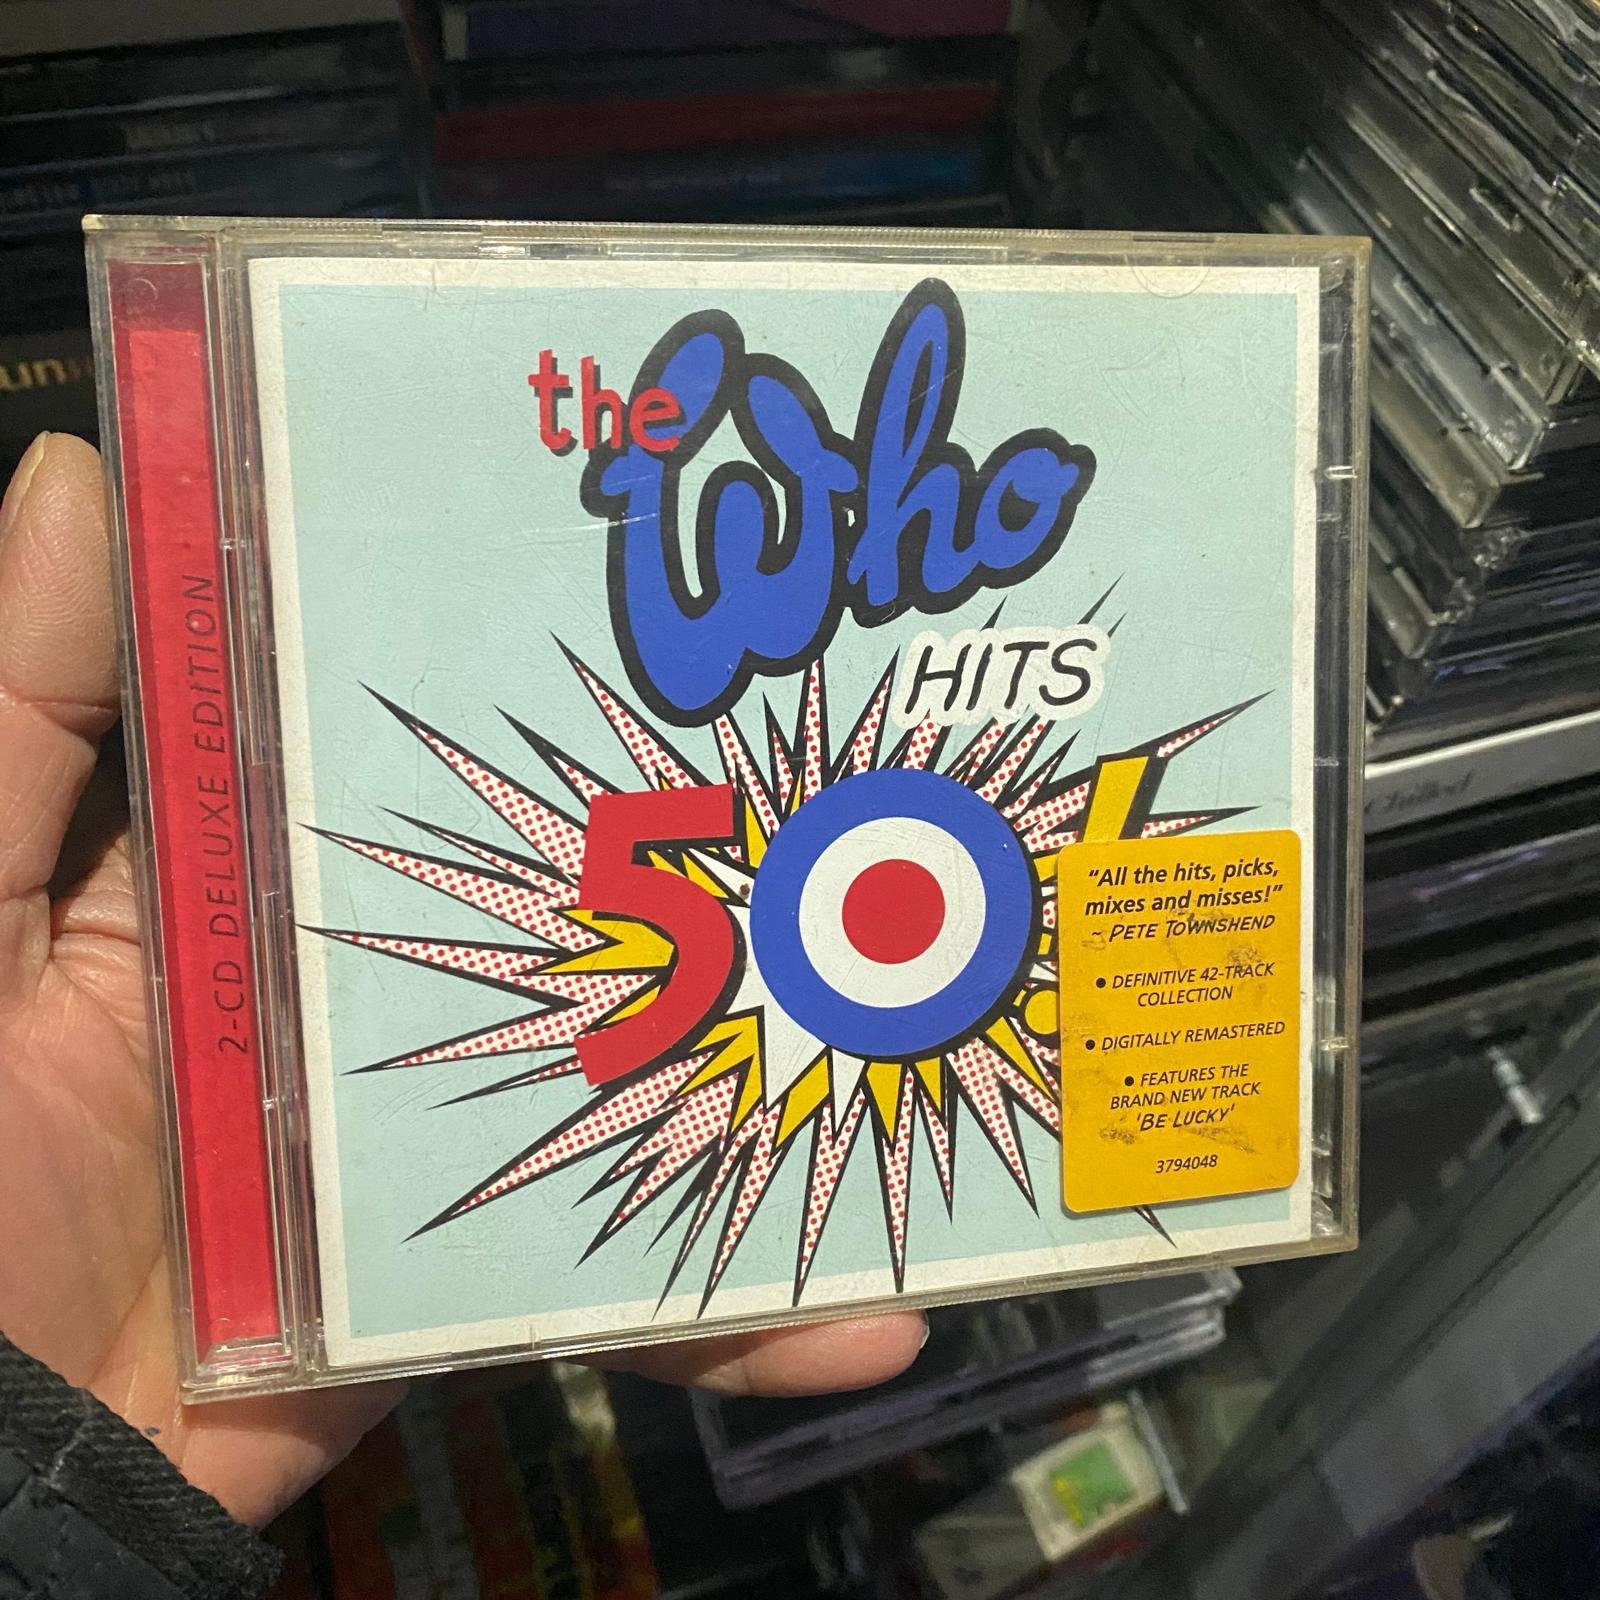 the
Who
HITS
50!
2-CD DELUXE EDITION
“All the hits, picks,
mixes and misses!”
~ PETE TOWNSHEND
• DEFINITIVE 42-TRACK
COLLECTION
• DIGITALLY REMASTERED
• FEATURES THE
BRAND NEW TRACK
'BE LUCKY'
3794048